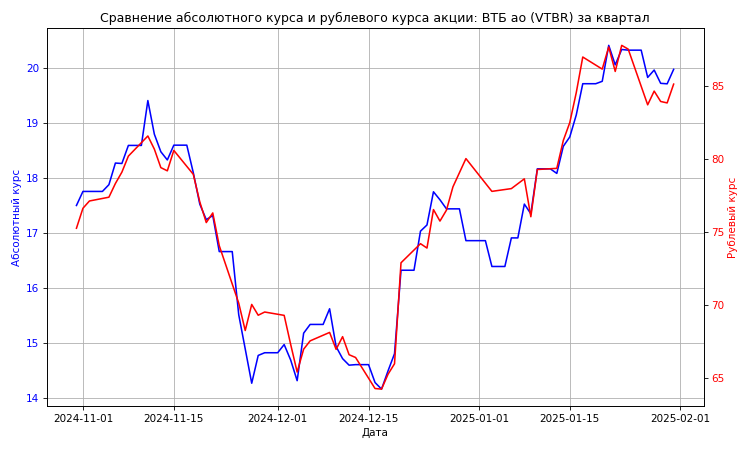 Сравнение абсолютного курса и рублевого курса акции: ВТБ ао (VTBR) за квартал
Абсолютный курс
20
19
18
17
16
15
14
85
80
75
70
65
Рублевый курс
2024-11-01 2024-11-15 2024-12-01 2024-12-15 2025-01-01 2025-01-15 2025-02-01
Дата